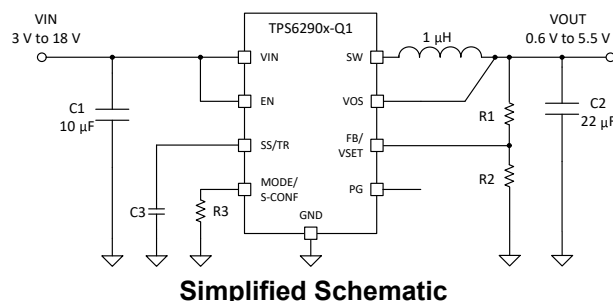 VIN
3 V to 18 V
TPS6290x-Q1
1 µH
VOUT
0.6 V to 5.5 V
VIN
SW
C1
10 µF
EN
VOS
R1
C2
22 µF
SS/TR
FB/
VSET
MODE/
S-CONF
PG
R2
C3
R3
GND
Simplified Schematic